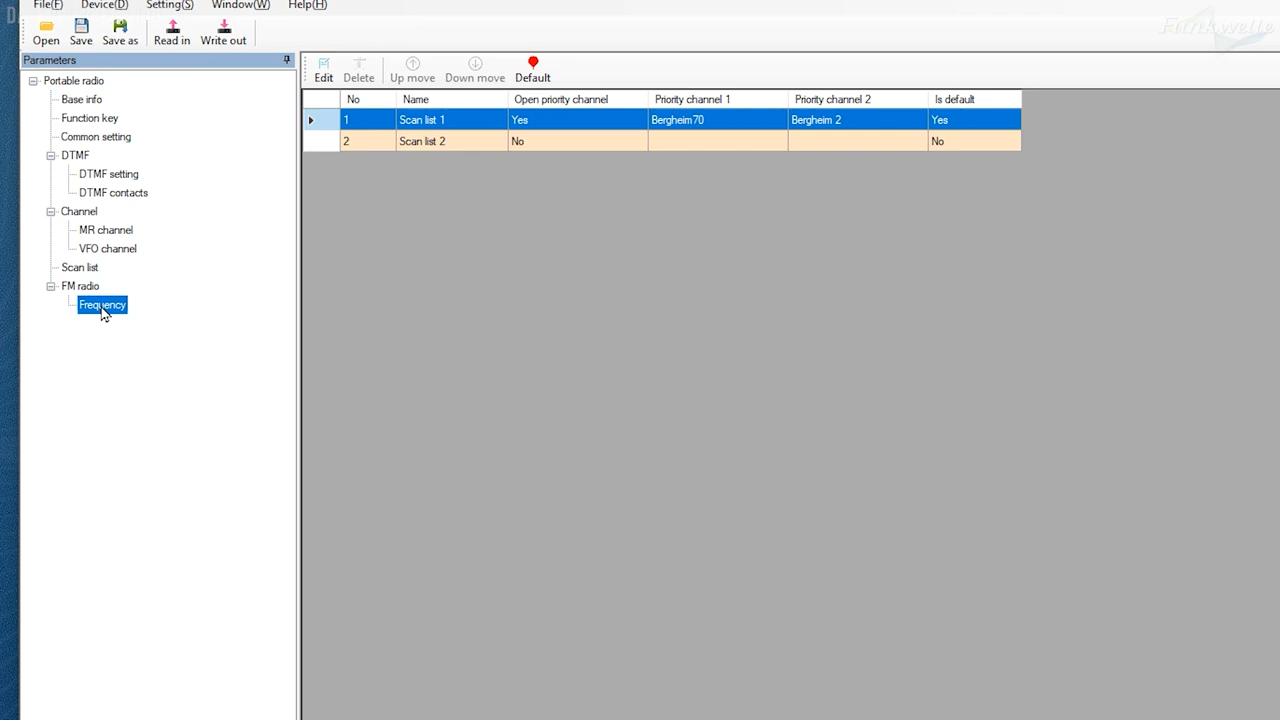 File(F) Device(D) Setting(S) Window(W) Help(H)
Open Save Save as Read in Write out
Funkwelle
Parameters
Portable radio
Base info
Function key
Common setting
DTMF
DTMF setting
DTMF contacts
Channel
MR channel
VFO channel
Scan list
FM radio
Frequency
Edit Delete Up move Down move Default
No Name Open priority channel Priority channel 1 Priority channel 2 Is default
1 Scan list 1 Yes Bergheim70 Bergheim 2 Yes
2 Scan list 2 No No